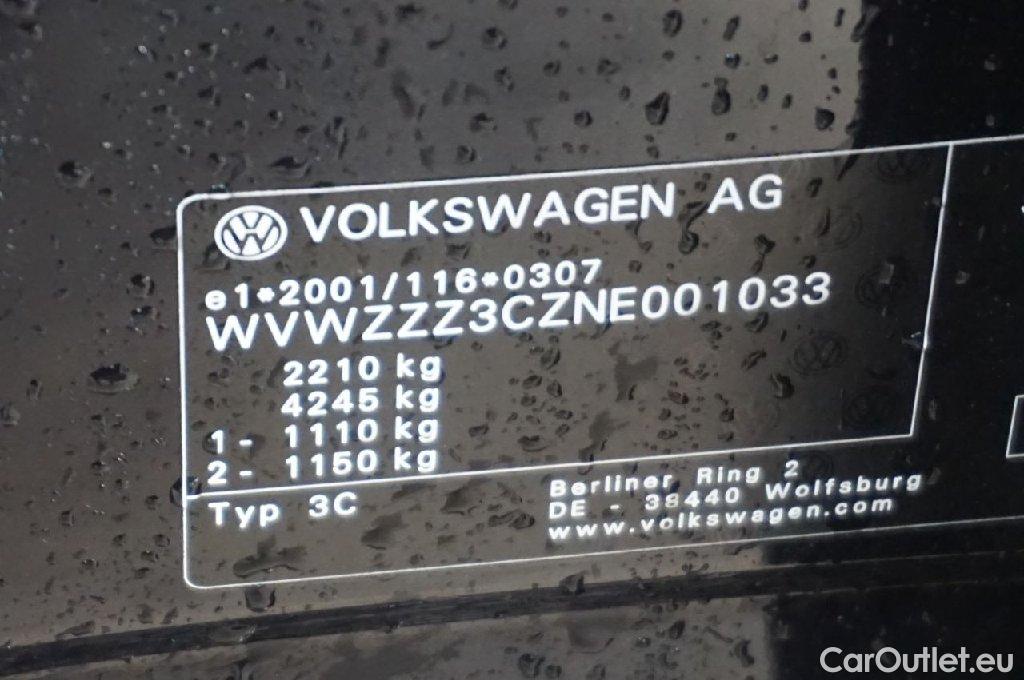 VOLKSWAGEN AG
e1*2001/116*0307
WVWZZZ3CZNE001033
2210 kg
4245 kg
1 - 1110 kg
2 - 1150 kg
Typ 3C
Berliner Ring 2
DE - 38440 Wolfsburg
www.volkswagen.com
CarOutlet.eu